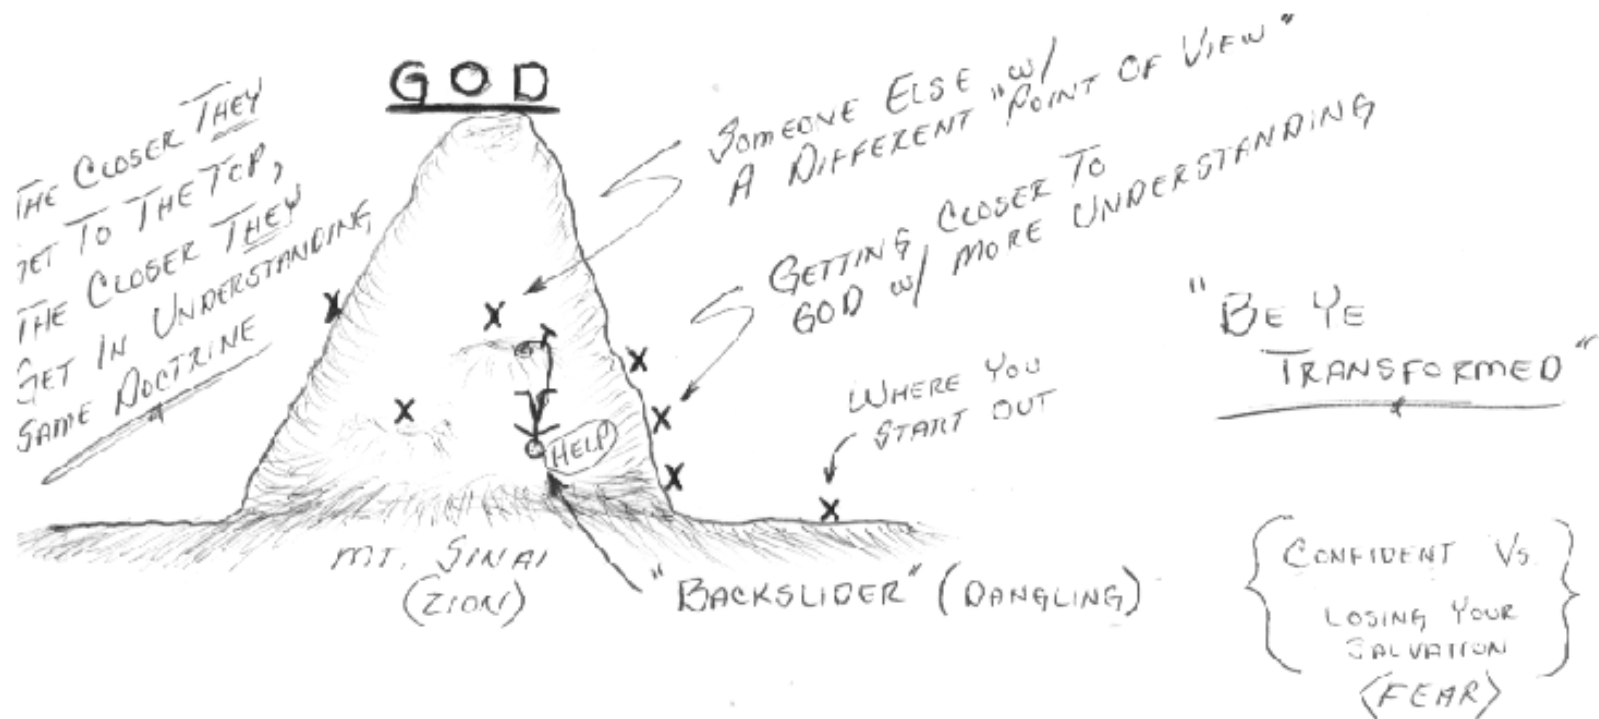 GOD
THE CLOSER THEY
GET TO THE TOP,
THE CLOSER THEY
GET IN UNDERSTANDING,
SAME DOCTRINE
SOMEONE ELSE w/
A DIFFERENT "POINT OF VIEW"
GETTING CLOSER TO
GOD w/ MORE UNDERSTANDING
WHERE YOU
START OUT
"BE YE
TRANSFORMED"
X
X
X
X
X
X
X
HELP
MT. SINAI
(ZION)
"BACKSLIDER" (DANGLING)
CONFIDENT VS
LOSING YOUR
SALVATION
(FEAR)